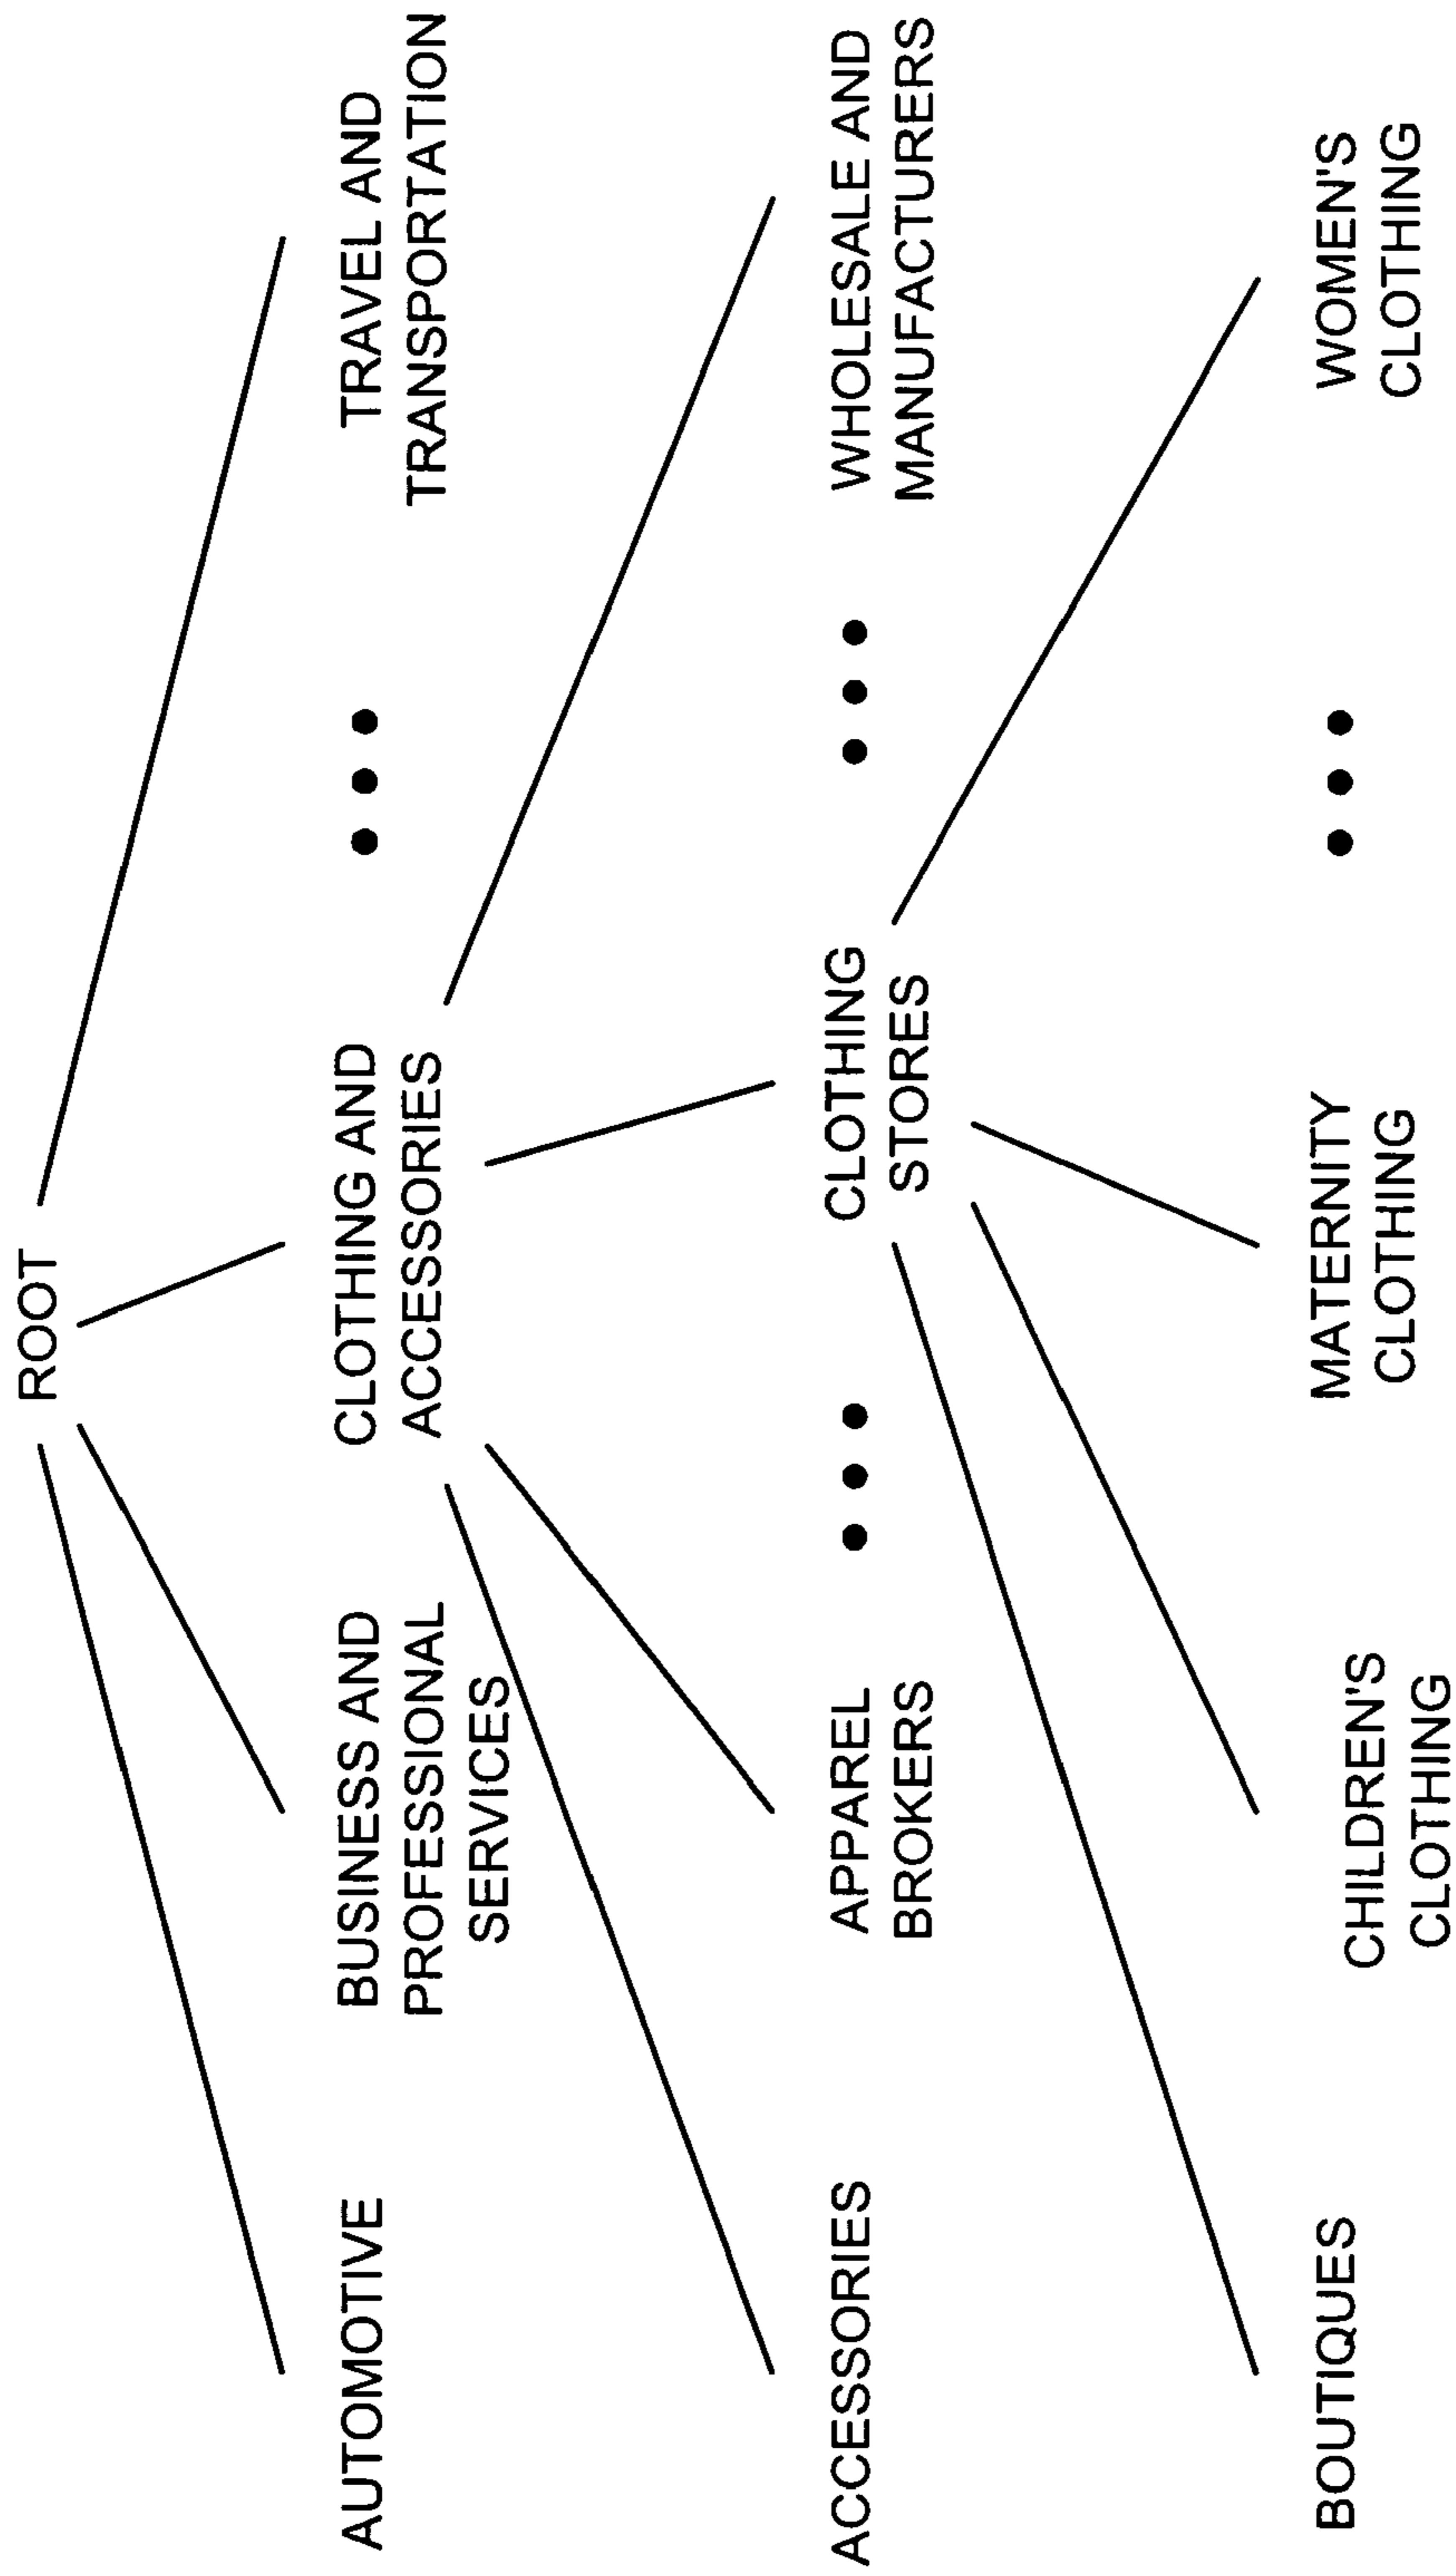 ROOT
AUTOMOTIVE
BUSINESS AND
PROFESSIONAL
SERVICES
CLOTHING AND
ACCESSORIES
TRAVEL AND
TRANSPORTATION
ACCESSORIES
APPAREL
BROKERS
CLOTHING
STORES
WHOLESALE AND
MANUFACTURERS
BOUTIQUES
CHILDREN'S
CLOTHING
MATERNITY
CLOTHING
WOMEN'S
CLOTHING